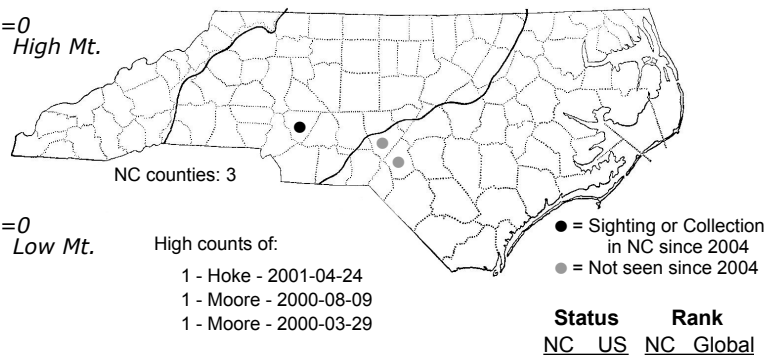 =0
High Mt.
NC counties: 3
=0
Low Mt.
High counts of:
1 - Hoke - 2001-04-24
1 - Moore - 2000-08-09
1 - Moore - 2000-03-29
= Sighting or Collection
in NC since 2004
= Not seen since 2004
Status Rank
NC US NC Global